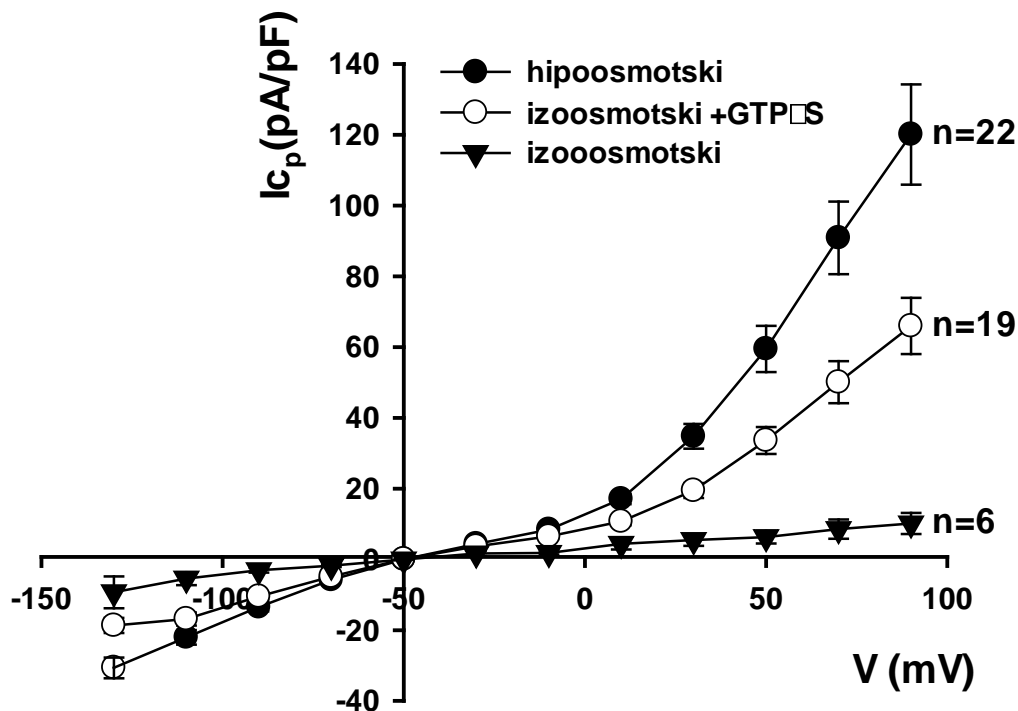 Ic_p (pA/pF)
140
120
100
80
60
40
20
0
-20
-40
hipoosmotski
izoosmotski +GTP□S
izooosmotski
n=22
n=19
n=6
-150
-100
-50
0
50
100
V (mV)